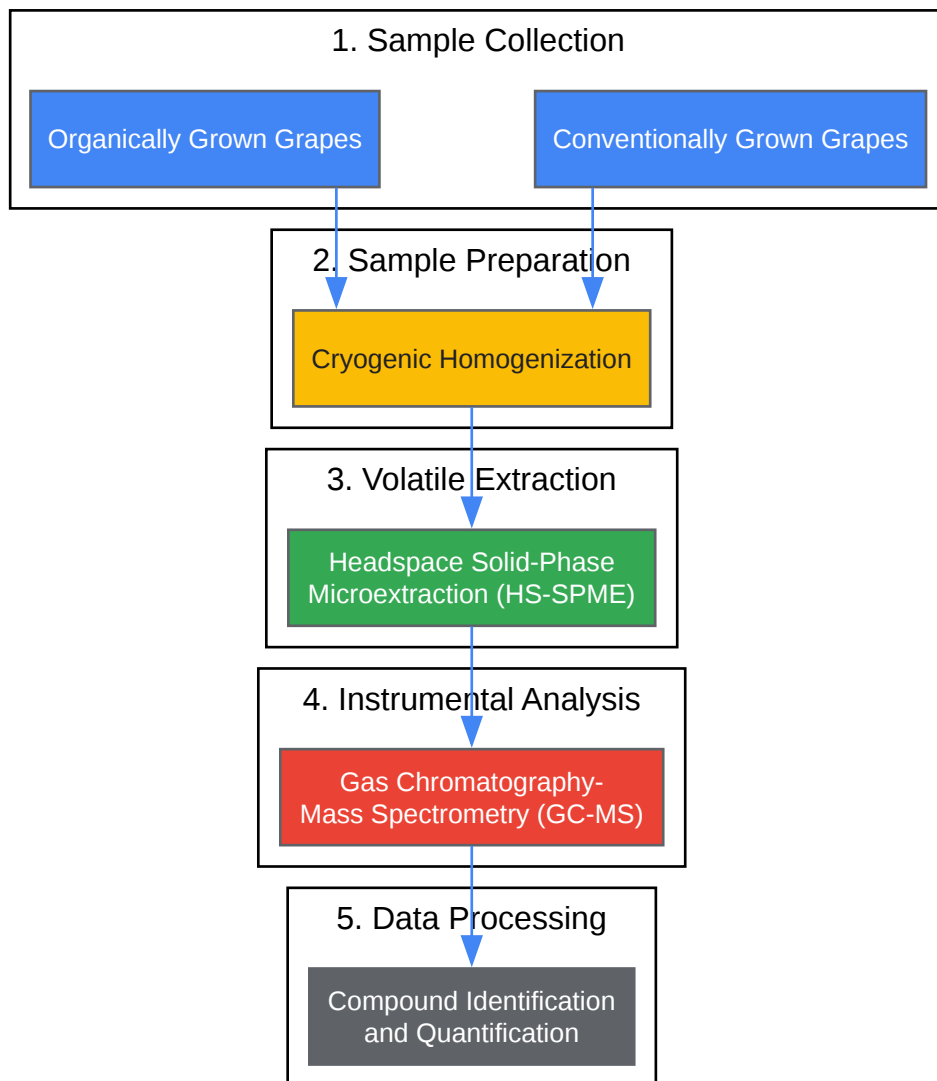 1. Sample Collection
Organically Grown Grapes
Conventionally Grown Grapes
2. Sample Preparation
Cryogenic Homogenization
3. Volatile Extraction
Headspace Solid-Phase
Microextraction (HS-SPME)
4. Instrumental Analysis
Gas Chromatography-
Mass Spectrometry (GC-MS)
5. Data Processing
Compound Identification
and Quantification